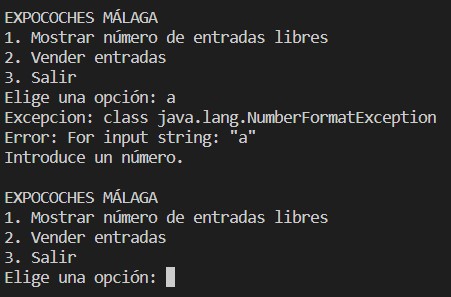 EXPOCOCHES MÁLAGA
1. Mostrar número de entradas libres
2. Vender entradas
3. Salir
Elige una opción: a
Excepcion: class java.lang.NumberFormatException
Error: For input string: "a"
Introduce un número.

EXPOCOCHES MÁLAGA
1. Mostrar número de entradas libres
2. Vender entradas
3. Salir
Elige una opción: